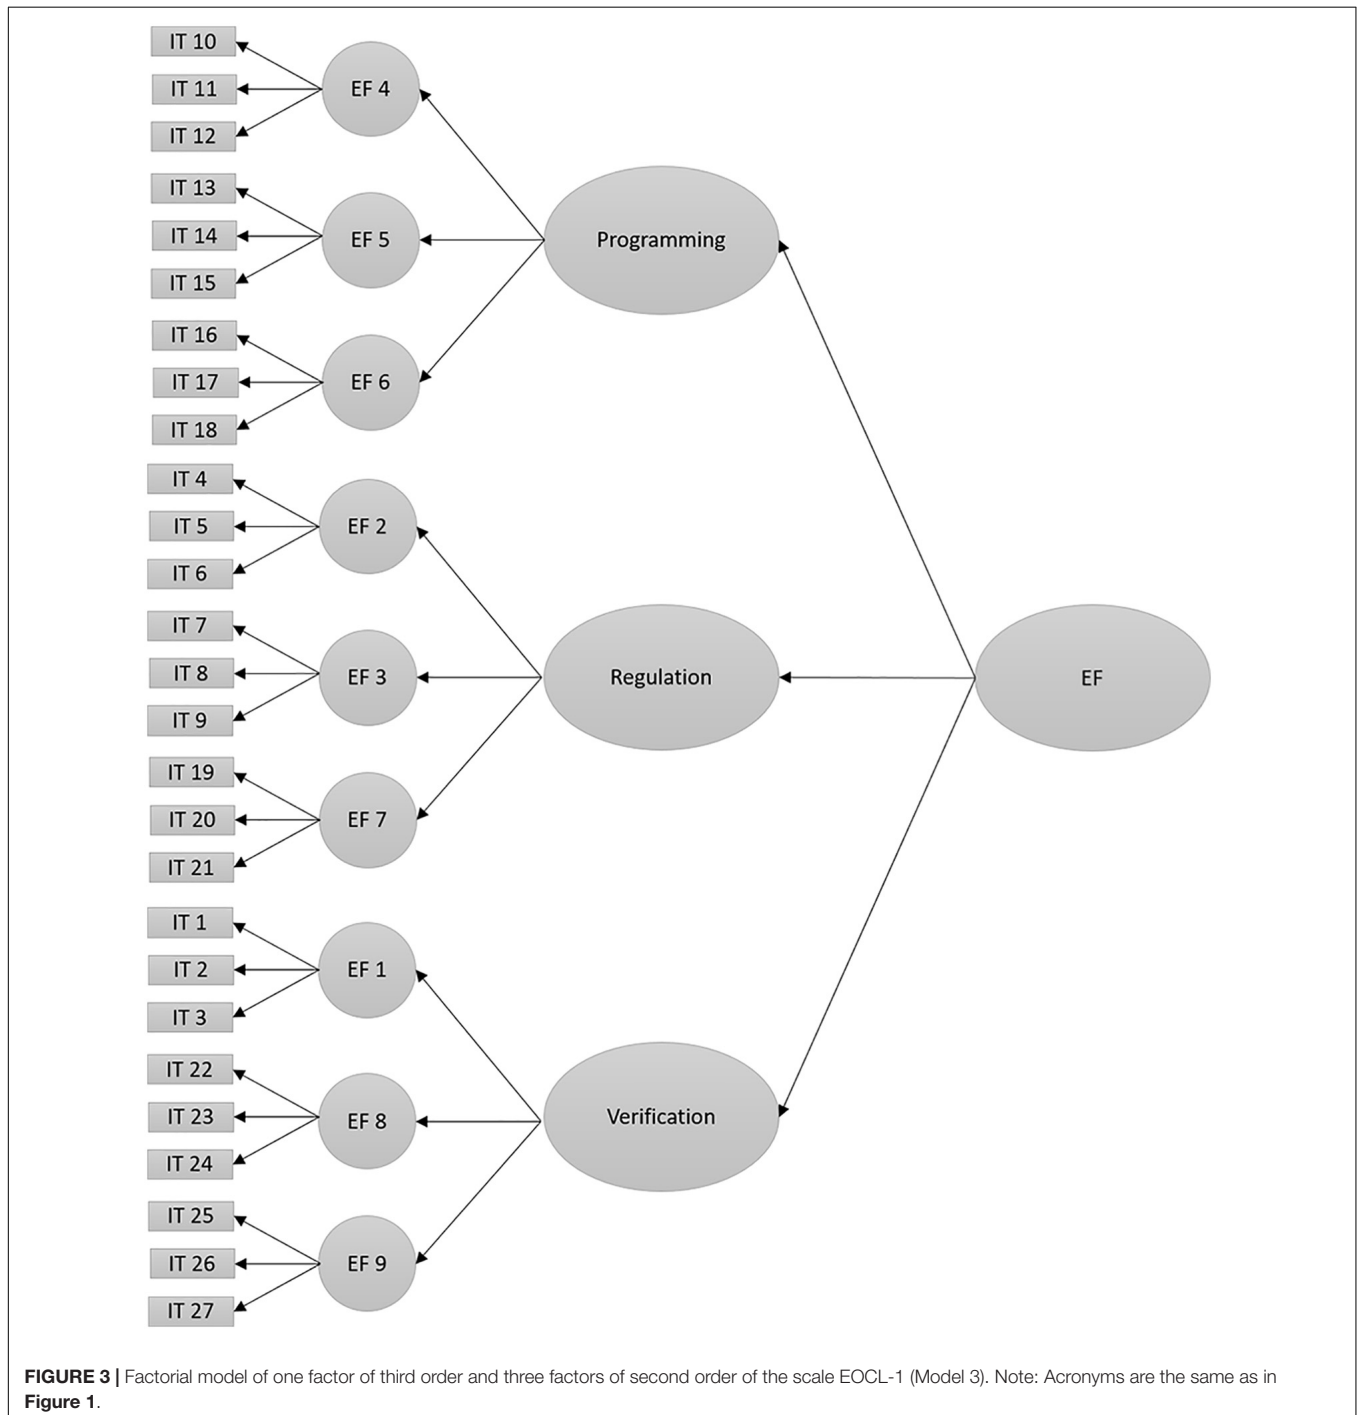 IT 10
IT 11
IT 12
EF 4
IT 13
IT 14
IT 15
EF 5
IT 16
IT 17
IT 18
EF 6
Programming
IT 4
IT 5
IT 6
EF 2
IT 7
IT 8
IT 9
EF 3
IT 19
IT 20
IT 21
EF 7
Regulation
EF
IT 1
IT 2
IT 3
EF 1
IT 22
IT 23
IT 24
EF 8
IT 25
IT 26
IT 27
EF 9
Verification
FIGURE 3 | Factorial model of one factor of third order and three factors of second order of the scale EOCL-1 (Model 3). Note: Acronyms are the same as in
Figure 1.